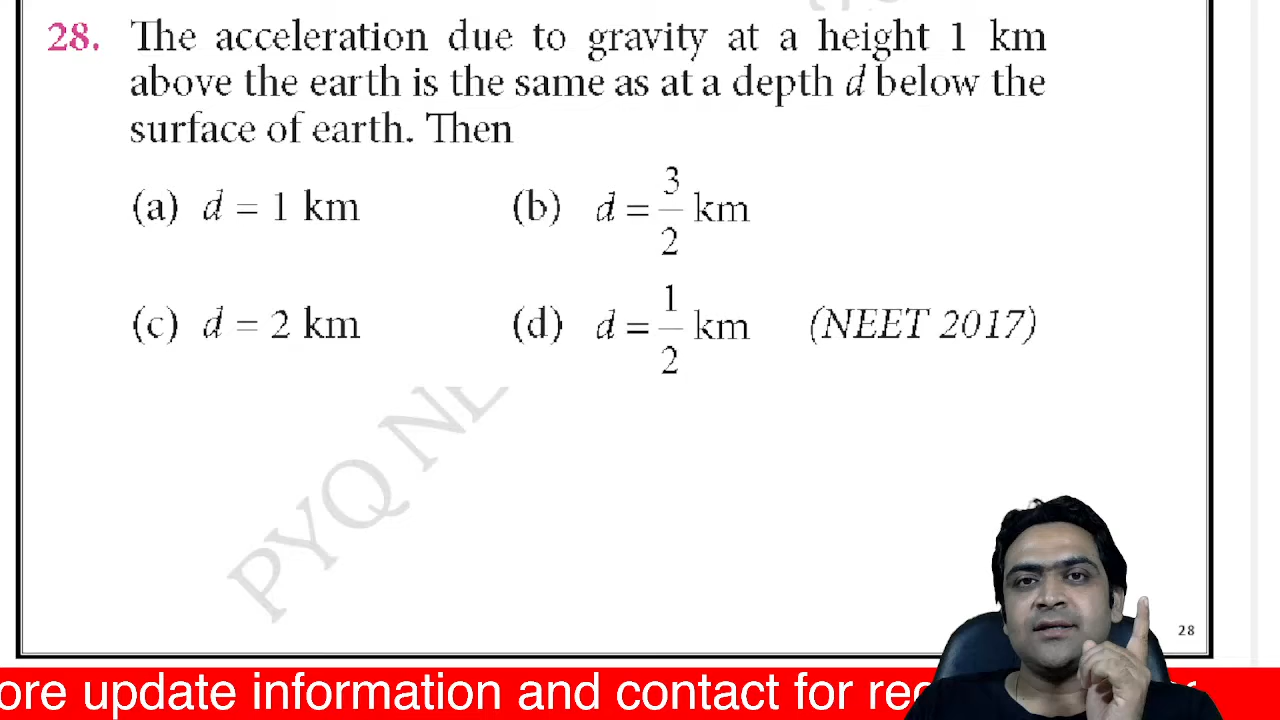 28. The acceleration due to gravity at a height 1 km
above the earth is the same as at a depth d below the
surface of earth. Then
(a) d = 1 km (b) d = 3/2 km
(c) d = 2 km (d) d = 1/2 km (NEET 2017)
PYQ
28
ore update information and contact for